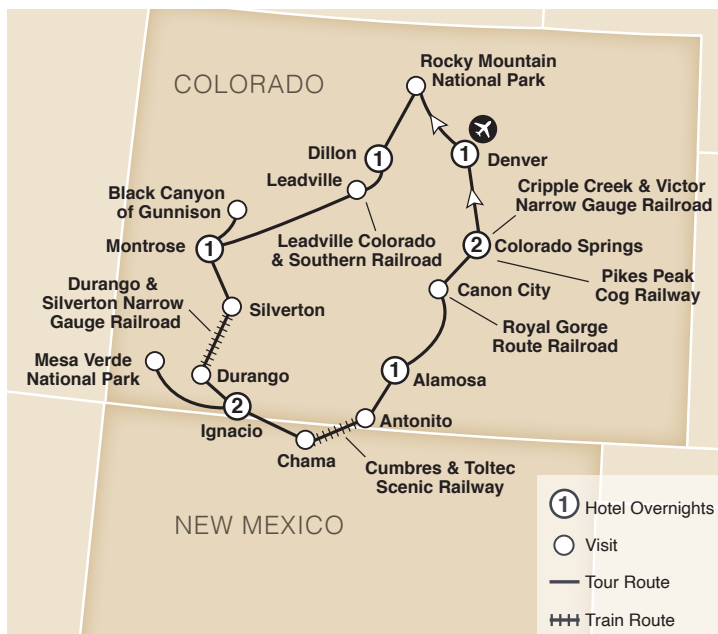 COLORADO
Rocky Mountain
National Park
Dillon
1
1
Denver
Leadville
Black Canyon
of Gunnison
Cripple Creek & Victor
Narrow Gauge Railroad
Montrose
1
Leadville Colorado
& Southern Railroad
2
Colorado Springs
Pikes Peak
Cog Railway
Durango &
Silverton Narrow
Gauge Railroad
Silverton
Canon City
Royal Gorge
Route Railroad
Mesa Verde
National Park
Durango
1
Alamosa
2
Ignacio
Antonito
Chama
Cumbres & Toltec
Scenic Railway
NEW MEXICO
1 Hotel Overnights
Visit
Tour Route
Train Route